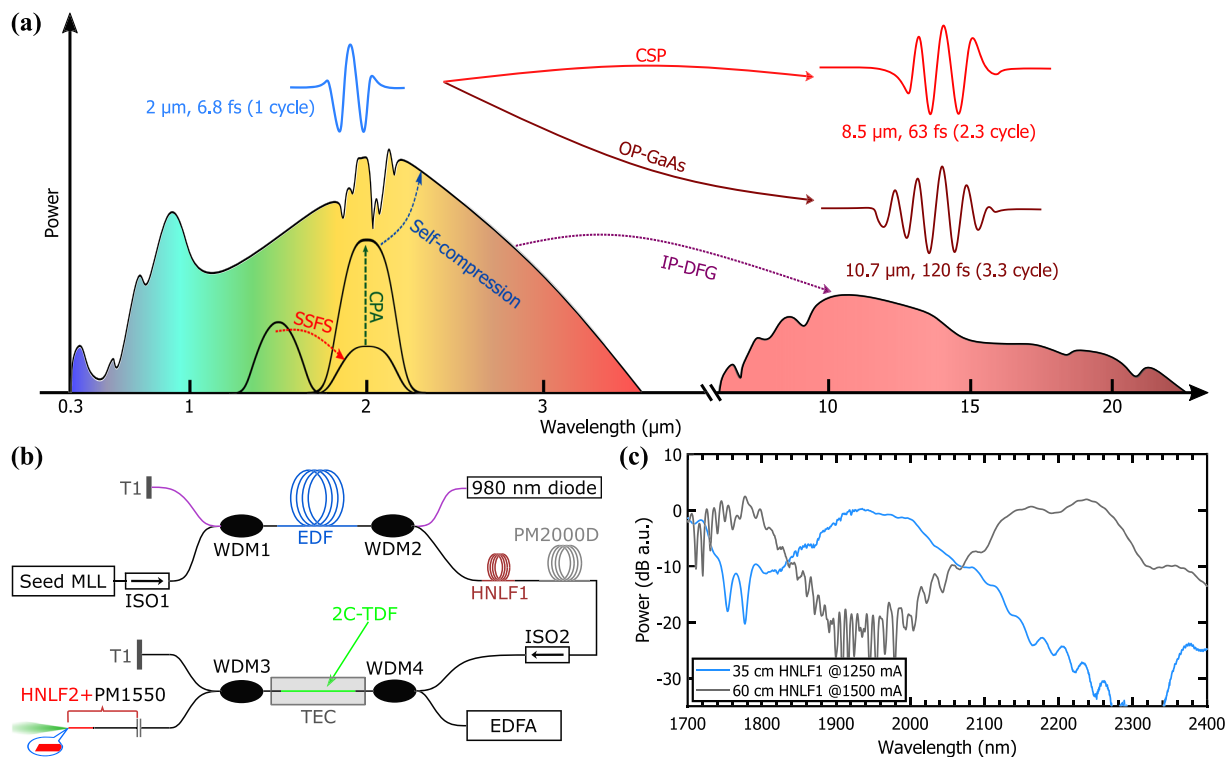 (a)
CSP
2 μm, 6.8 fs (1 cycle)
8.5 μm, 63 fs (2.3 cycle)
OP-GaAs
Power
Self-compression
IP-DFG
10.7 μm, 120 fs (3.3 cycle)
CPA
SSFS
0.3
1
2
3
10
15
20
Wavelength (μm)
(b)
T1
980 nm diode
WDM1
EDF
WDM2
PM2000D
Seed MLL
ISO1
HNLF1
2C-TDF
ISO2
T1
WDM3
WDM4
HNLF2+PM1550
TEC
EDFA
(c)
10
0
-10
-20
-30
Power (dB a.u.)
35 cm HNLF1 @1250 mA
60 cm HNLF1 @1500 mA
1700
1800
1900
2000
2100
2200
2300
2400
Wavelength (nm)